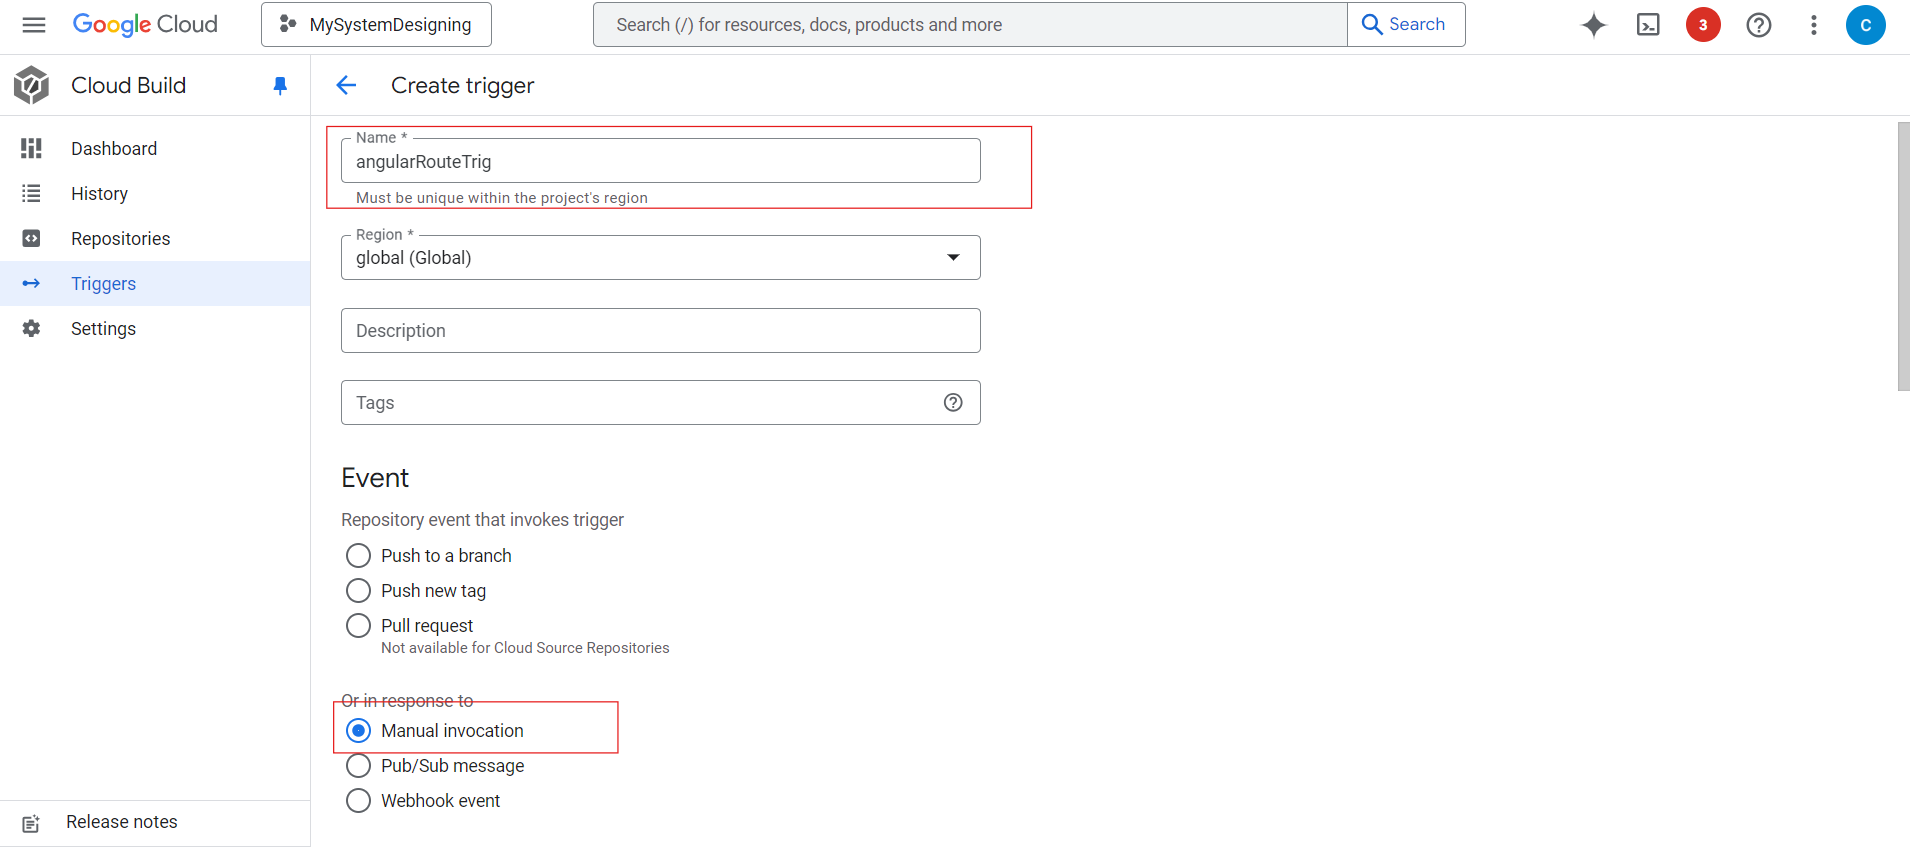 Google Cloud
MySystemDesigning
Search (/) for resources, docs, products and more
Search
3
C
Cloud Build
Create trigger
Dashboard
History
Repositories
Triggers
Settings
Release notes
Name *
angularRouteTrig
Must be unique within the project's region
Region *
global (Global)
Description
Tags
Event
Repository event that invokes trigger
Push to a branch
Push new tag
Pull request
Not available for Cloud Source Repositories
Or in response to
Manual invocation
Pub/Sub message
Webhook event